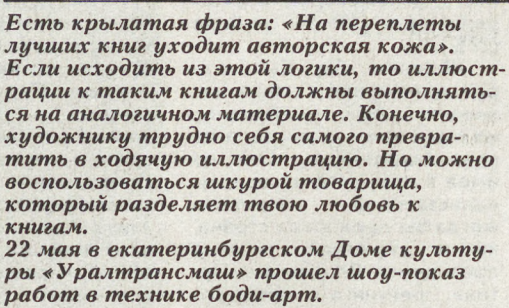 Есть крылатая фраза: «На переплеты
лучших книг уходит авторская кожа».
Если исходить из этой логики, то иллюст-
рации к таким книгам должны выполнять-
ся на аналогичном материале. Конечно,
художнику трудно себя самого превра-
тить в ходячую иллюстрацию. Но можно
воспользоваться шкурой товарища,
который разделяет твою любовь к
книгам.
22 мая в екатеринбургском Доме культу-
ры «Уралтрансмаш» прошел шоу-показ
работ в технике боди-арт.